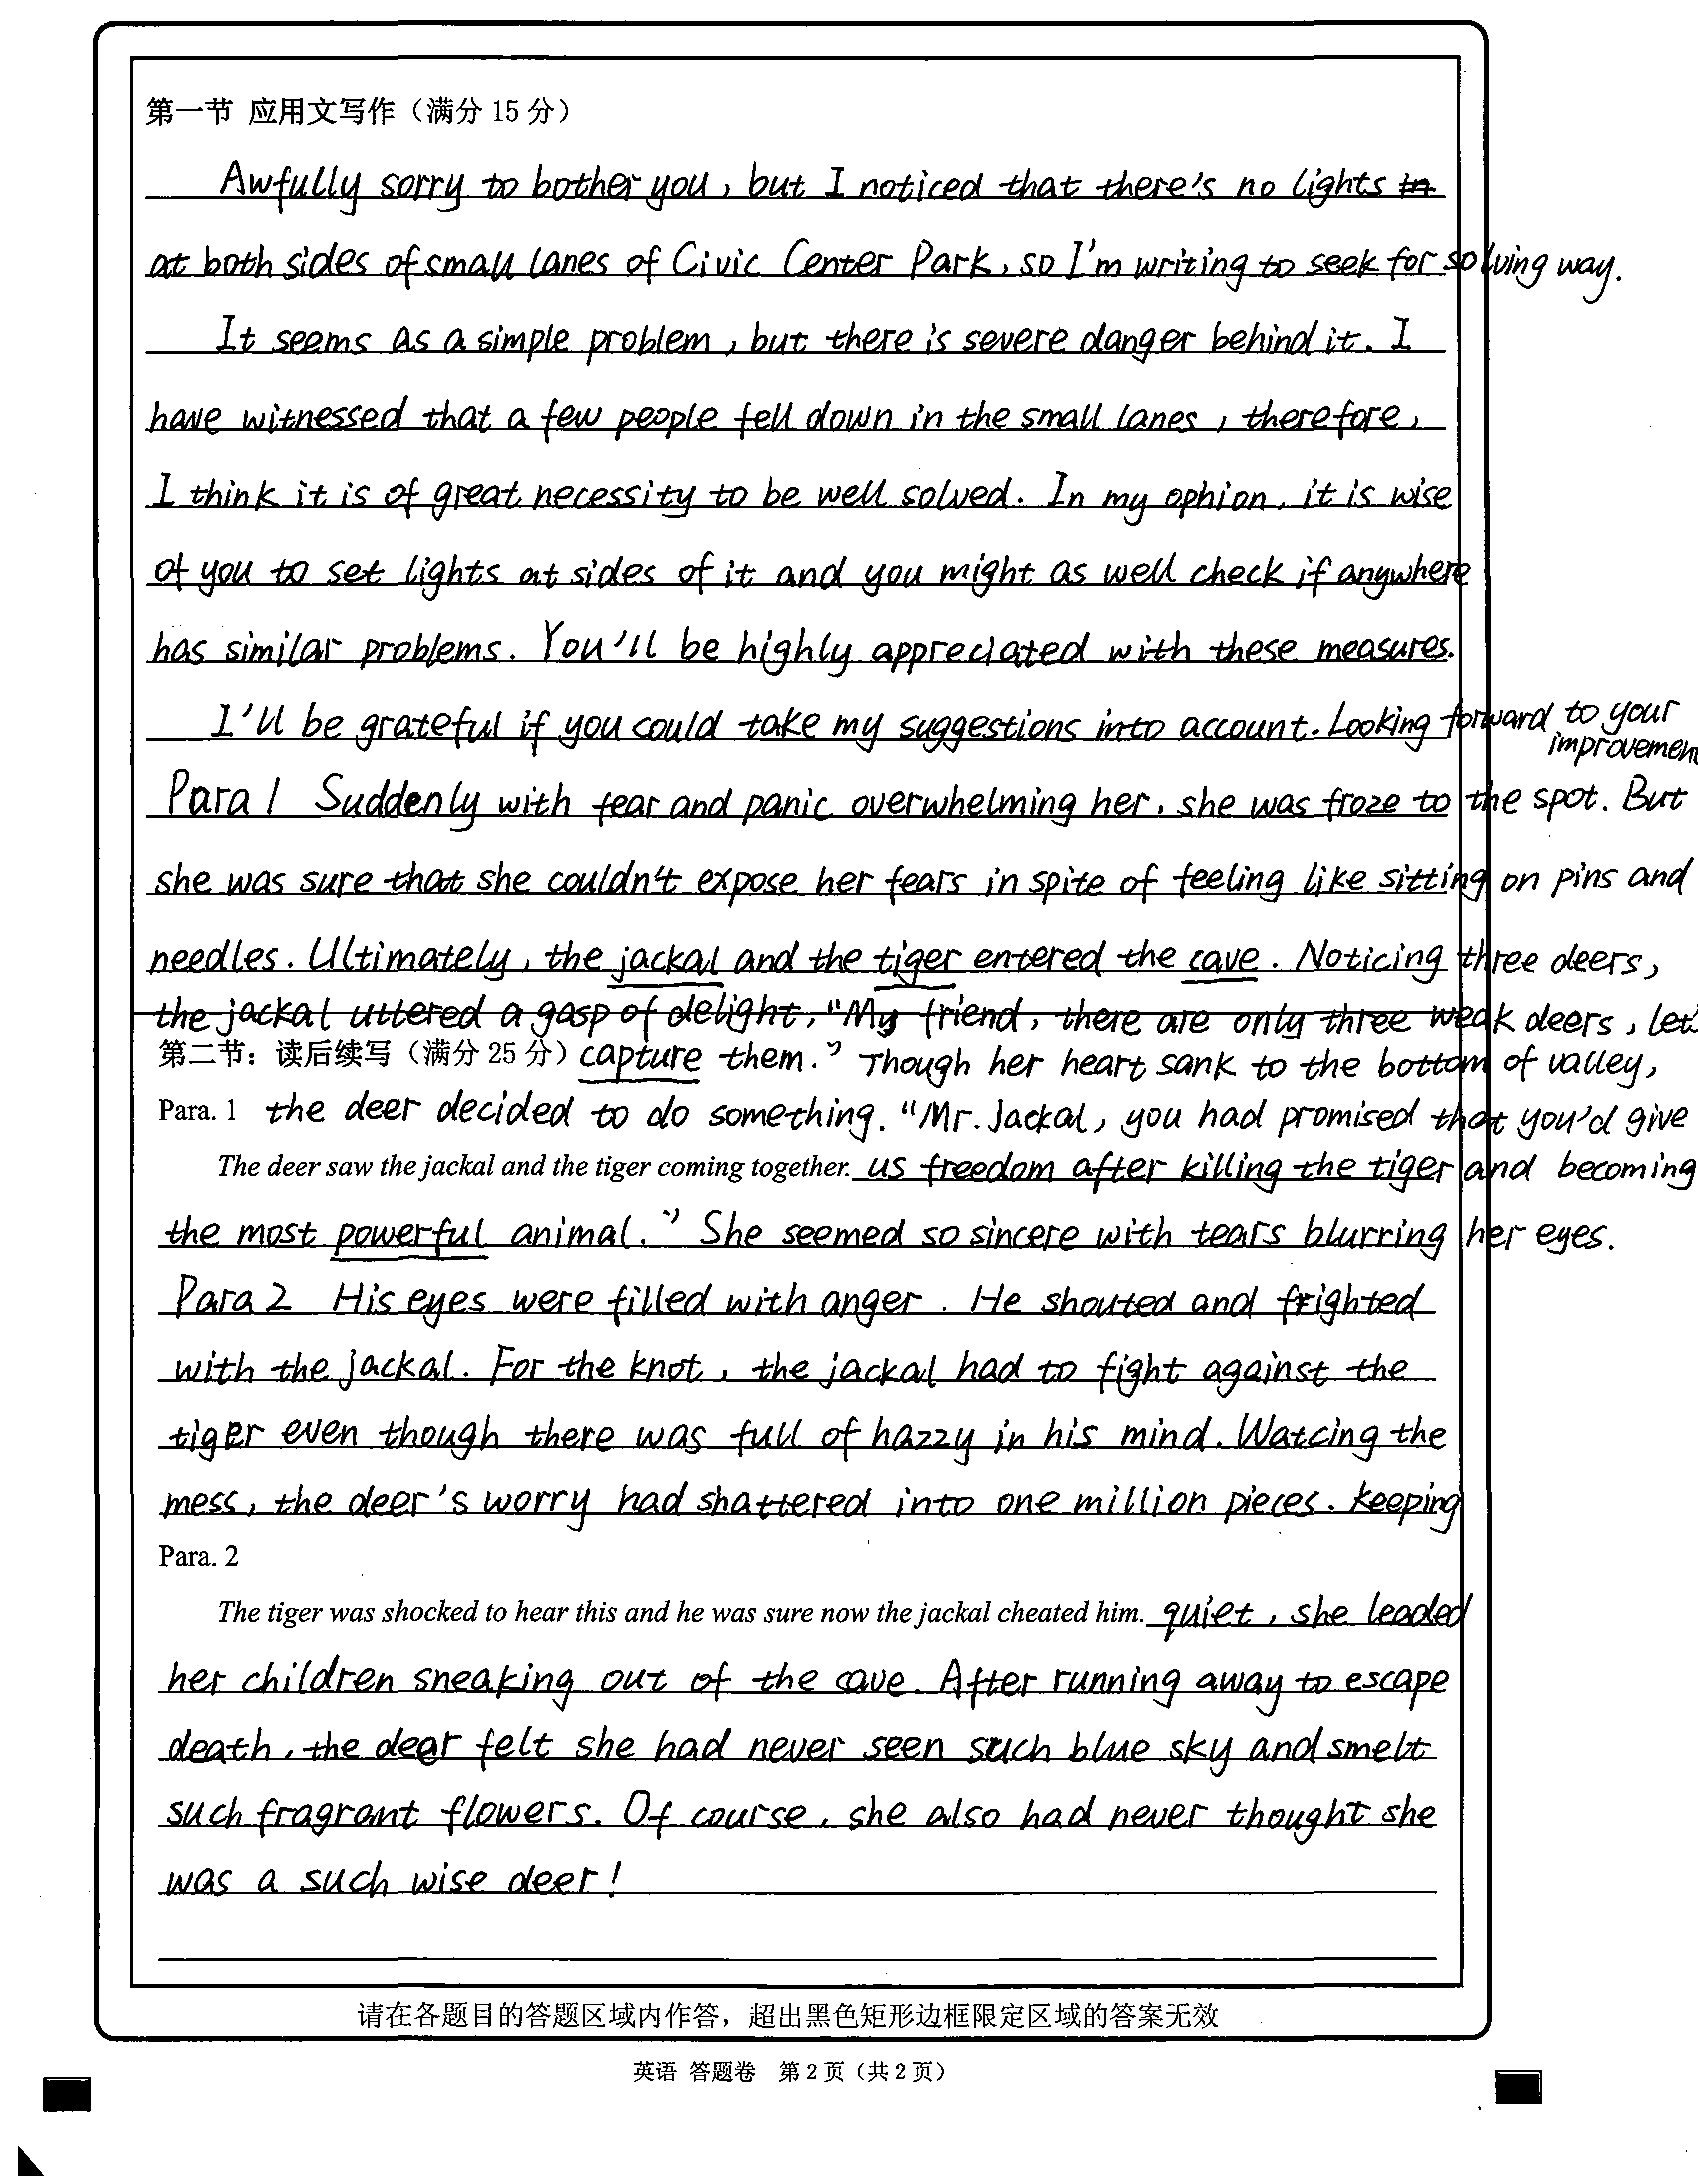 第一节 应用文写作（满分 15 分）
Awfully sorry to bother you, but I noticed that there's no lights in
at both sides of small lanes of Civic Center Park, so I'm writing to seek for solving way.
It seems as a simple problem, but there is severe danger behind it. I
have witnessed that a few people fell down in the small lanes, therefore,
I think it is of great necessity to be well solved. In my ophion, it is wise
of you to set lights at sides of it and you might as well check if anywhere
has similar problems. You'll be highly appreciated with these measures.
I'll be grateful if you could take my suggestions into account. Looking forward to your
improvement
Para 1 Suddenly with fear and panic overwhelming her, she was froze to the spot. But
she was sure that she couldn't expose her fears in spite of feeling like sitting on pins and
needles. Ultimately, the jackal and the tiger entered the cave. Noticing three deers,
the jackal uttered a gasp of delight, "My friend, there are only three weak deers, let's
第二节：读后续写（满分 25 分） capture them." Though her heart sank to the bottom of valley,
Para. 1 the deer decided to do something. "Mr. Jackal, you had promised that you'd give
The deer saw the jackal and the tiger coming together. us freedom after killing the tiger and becoming
the most powerful animal." She seemed so sincere with tears blurring her eyes.
Para 2 His eyes were filled with anger. He shouted and frighted
with the jackal. For the knot, the jackal had to fight against the
tiger even though there was full of hazzy in his mind. Watcing the
mess, the deer's worry had shattered into one million pieces. Keeping
Para. 2
The tiger was shocked to hear this and he was sure now the jackal cheated him. quiet, she leaded
her children sneaking out of the cave. After running away to escape
death, the deer felt she had never seen such blue sky and smelt
such fragrant flowers. Of course, she also had never thought she
was a such wise deer!
请在各题目的答题区域内作答，超出黑色矩形边框限定区域的答案无效
英语 答题卷 第 2 页（共 2 页）